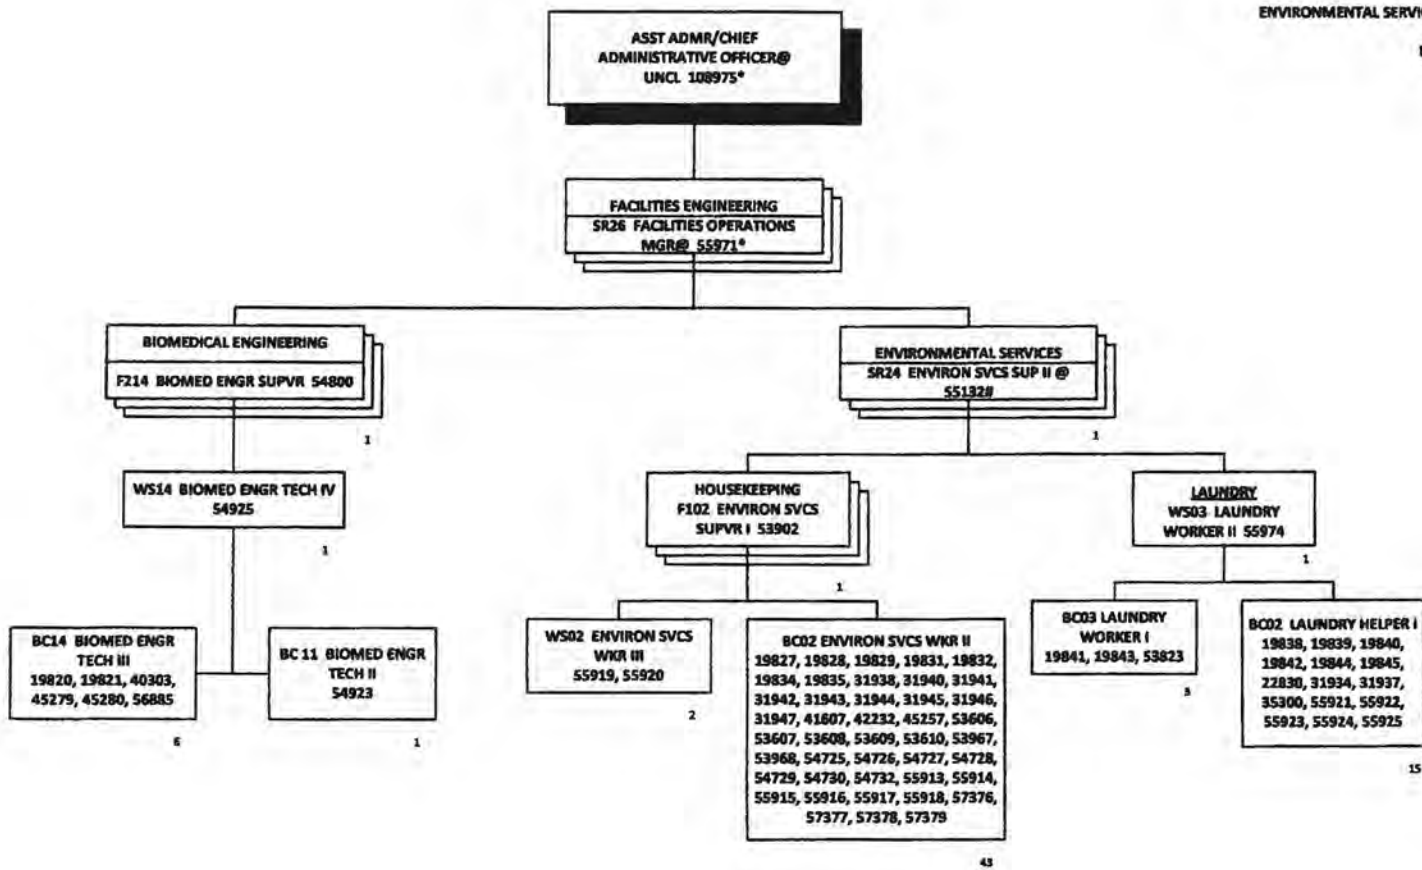 ENVIRONMENTAL SERVIC
ASST ADMR/CHIEF
ADMINISTRATIVE OFFICER@
UNCL 108975*
FACILITIES ENGINEERING
SR26 FACILITIES OPERATIONS
MGR@ 55971*
BIOMEDICAL ENGINEERING
F214 BIOMED ENGR SUPVR 54800
1
ENVIRONMENTAL SERVICES
SR24 ENVIRON SVCS SUP II @
55132#
1
WS14 BIOMED ENGR TECH IV
54925
1
HOUSEKEEPING
F102 ENVIRON SVCS
SUPVR I 53902
1
LAUNDRY
WS03 LAUNDRY
WORKER II 55974
1
BC14 BIOMED ENGR
TECH III
19820, 19821, 40303,
45279, 45280, 56885
6
BC 11 BIOMED ENGR
TECH II
54923
1
WS02 ENVIRON SVCS
WKR III
55919, 55920
2
BC02 ENVIRON SVCS WKR II
19827, 19828, 19829, 19831, 19832,
19834, 19835, 31938, 31940, 31941,
31942, 31943, 31944, 31945, 31946,
31947, 41607, 42232, 45257, 53606,
53607, 53608, 53609, 53610, 53967,
53968, 54725, 54726, 54727, 54728,
54729, 54730, 54732, 55913, 55914,
55915, 55916, 55917, 55918, 57376,
57377, 57378, 57379
43
BC03 LAUNDRY
WORKER I
19841, 19843, 53823
3
BC02 LAUNDRY HELPER I
19838, 19839, 19840,
19842, 19844, 19845,
22830, 31934, 31937,
35300, 55921, 55922,
55923, 55924, 55925
15